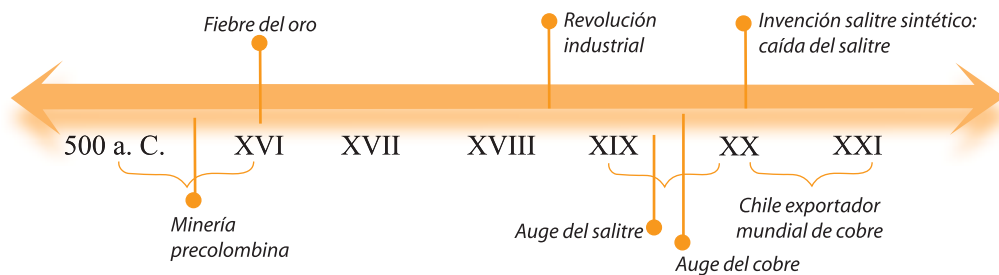 Fiebre del oro
Revolución
industrial
Invención salitre sintético:
caída del salitre
500 a. C.
XVI
XVII
XVIII
XIX
XX
XXI
Minería
precolombina
Auge del salitre
Auge del cobre
Chile exportador
mundial de cobre